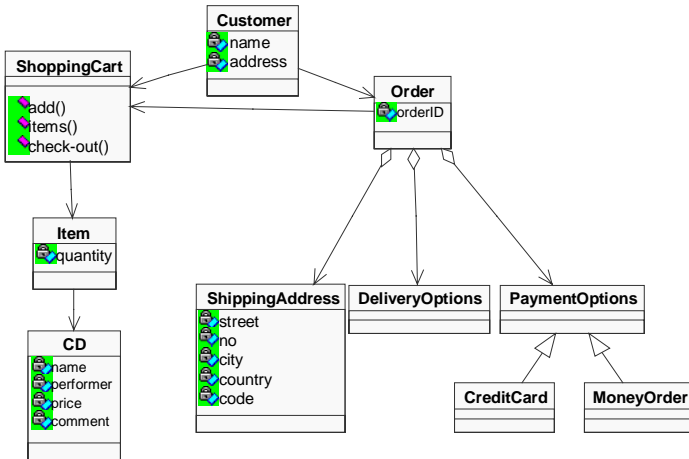 Customer
name
address
ShoppingCart
add()
items()
check-out()
Order
orderID
Item
quantity
ShippingAddress
street
no
city
country
code
DeliveryOptions
PaymentOptions
CD
name
performer
price
comment
CreditCard
MoneyOrder